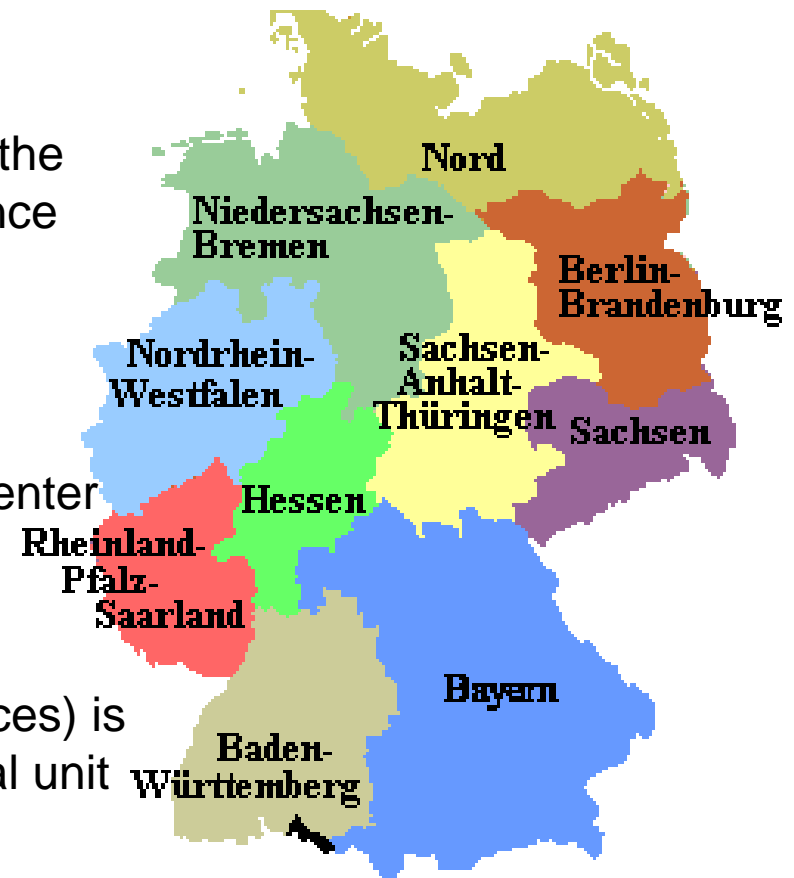 the
nce
enter
ces) is
al unit
Nord
Niedersachsen-
Bremen
Berlin-
Brandenburg
Nordrhein-
Westfalen
Sachsen-
Anhalt-
Thüringen
Sachsen
Hessen
Rheinland-
Pfalz-
Saarland
Bayern
Baden-
Württemberg